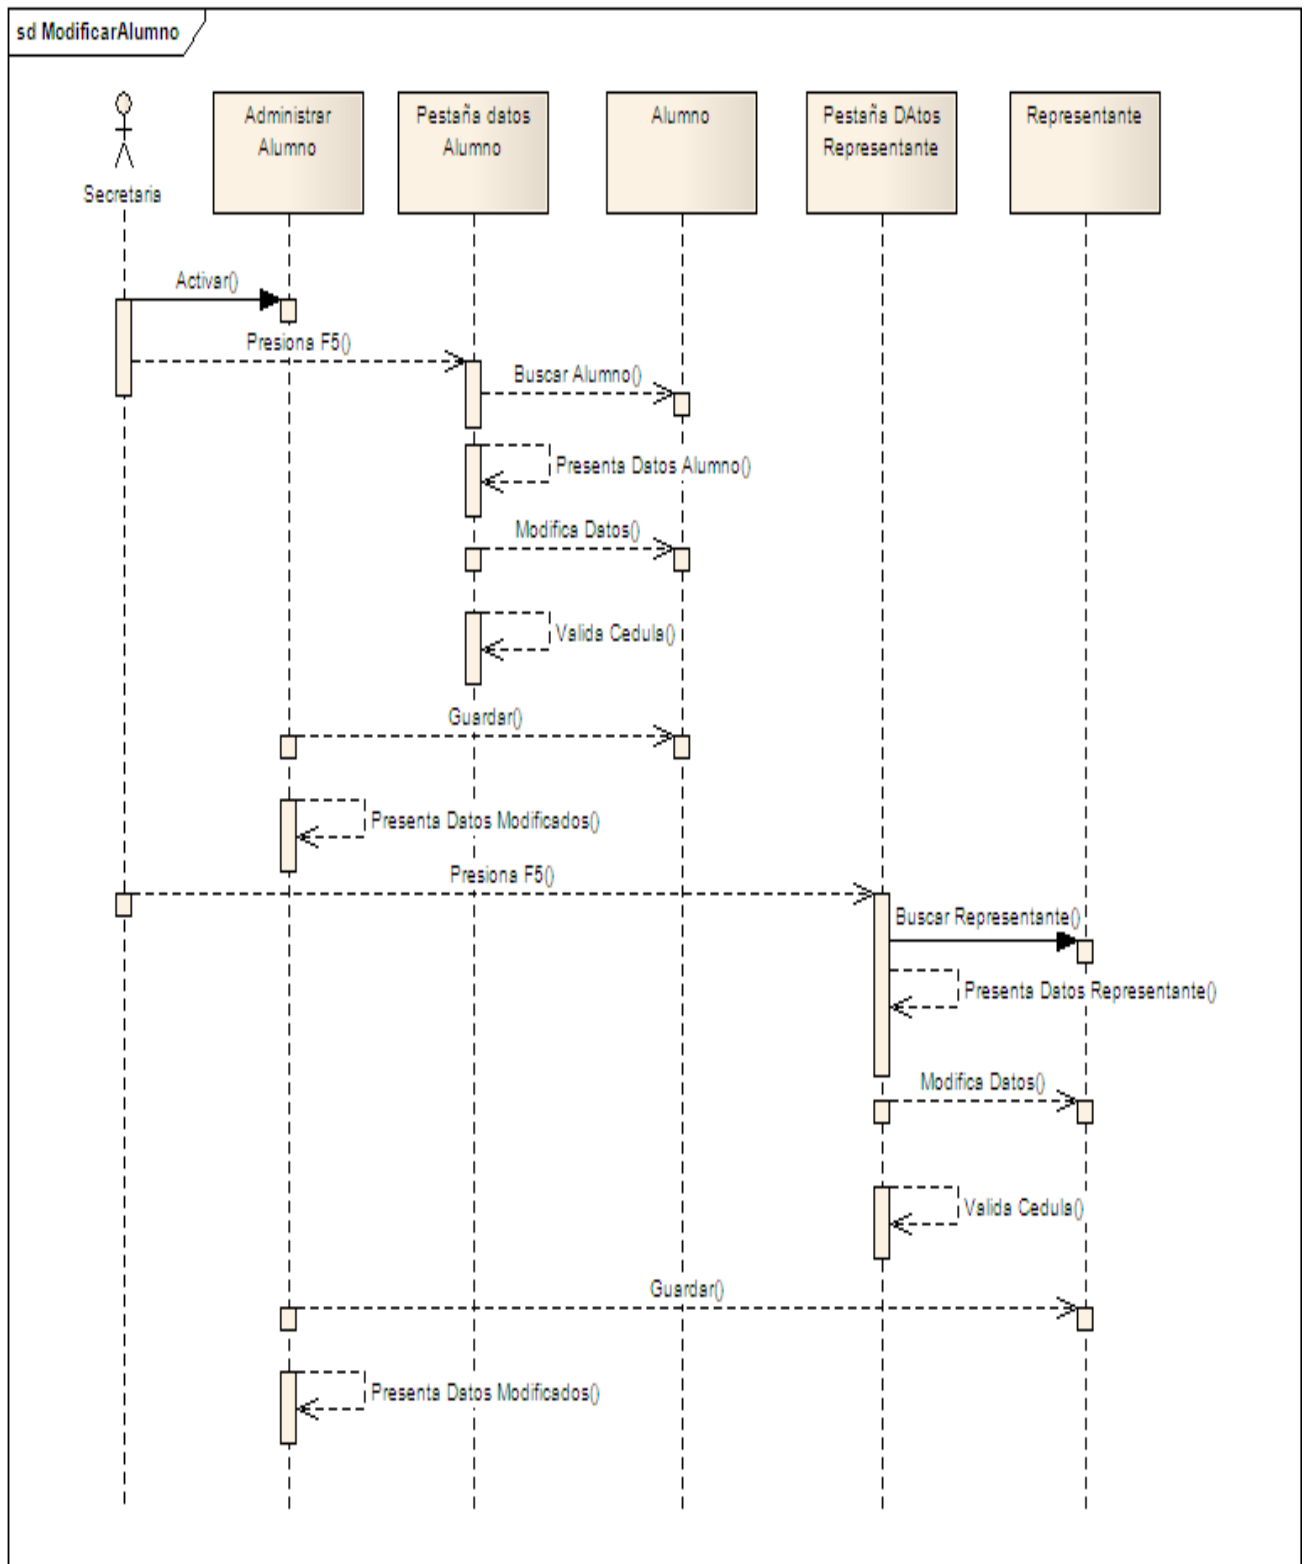 sd ModificarAlumno
Secretaria
Administrar
Alumno
Pestaña datos
Alumno
Alumno
Pestaña DAtos
Representante
Representante
Activar()
Presiona F5()
Buscar Alumno()
Presenta Datos Alumno()
Modifica Datos()
Valida Cedula()
Guardar()
Presenta Datos Modificados()
Presiona F5()
Buscar Representante()
Presenta Datos Representante()
Modifica Datos()
Valida Cedula()
Guardar()
Presenta Datos Modificados()